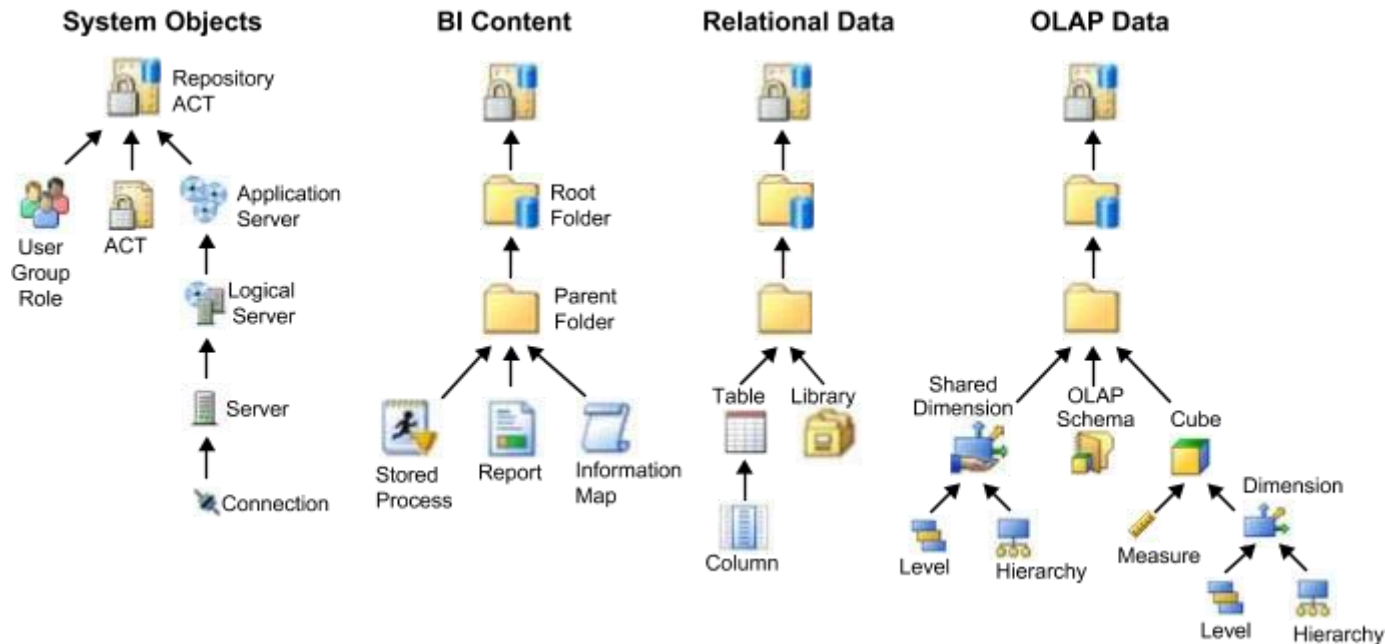 System Objects
BI Content
Relational Data
OLAP Data
Repository
ACT
User
Group
Role
ACT
Application
Server
Logical
Server
Server
Connection
Root
Folder
Parent
Folder
Stored
Process
Report
Information
Map
Table
Library
Column
Shared
Dimension
OLAP
Schema
Cube
Level
Hierarchy
Measure
Dimension
Level
Hierarchy